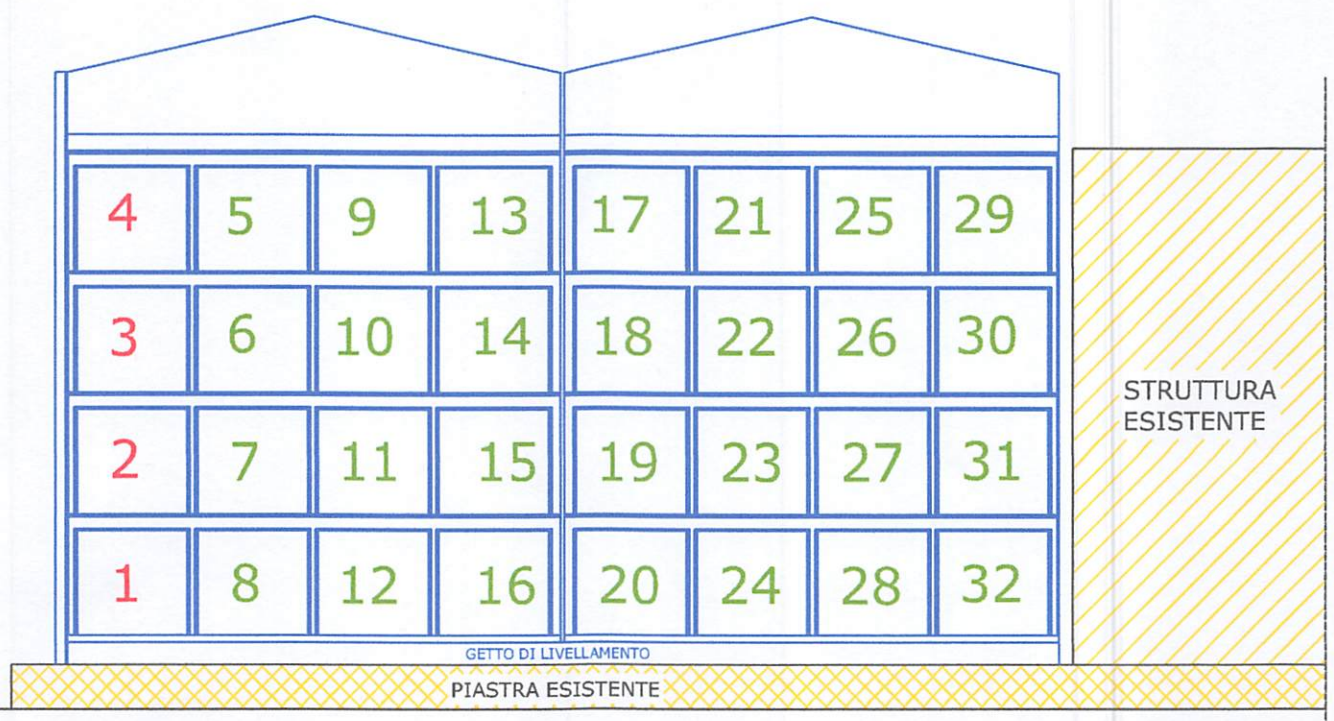 4 5 9 13 17 21 25 29
3 6 10 14 18 22 26 30
2 7 11 15 19 23 27 31
1 8 12 16 20 24 28 32
STRUTTURA
ESISTENTE
GETTO DI LIVELLAMENTO
PIASTRA ESISTENTE